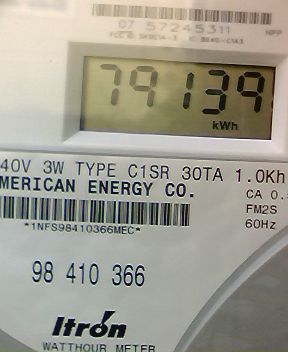 07 57245311
79139
kWh
40V 3W TYPE C1SR 30TA 1.0Kh
MERICAN ENERGY CO.
CA 0.
FM2S
60Hz
*1NFS98410366MEC*
98 410 366
Itron
WATTHOUR METER